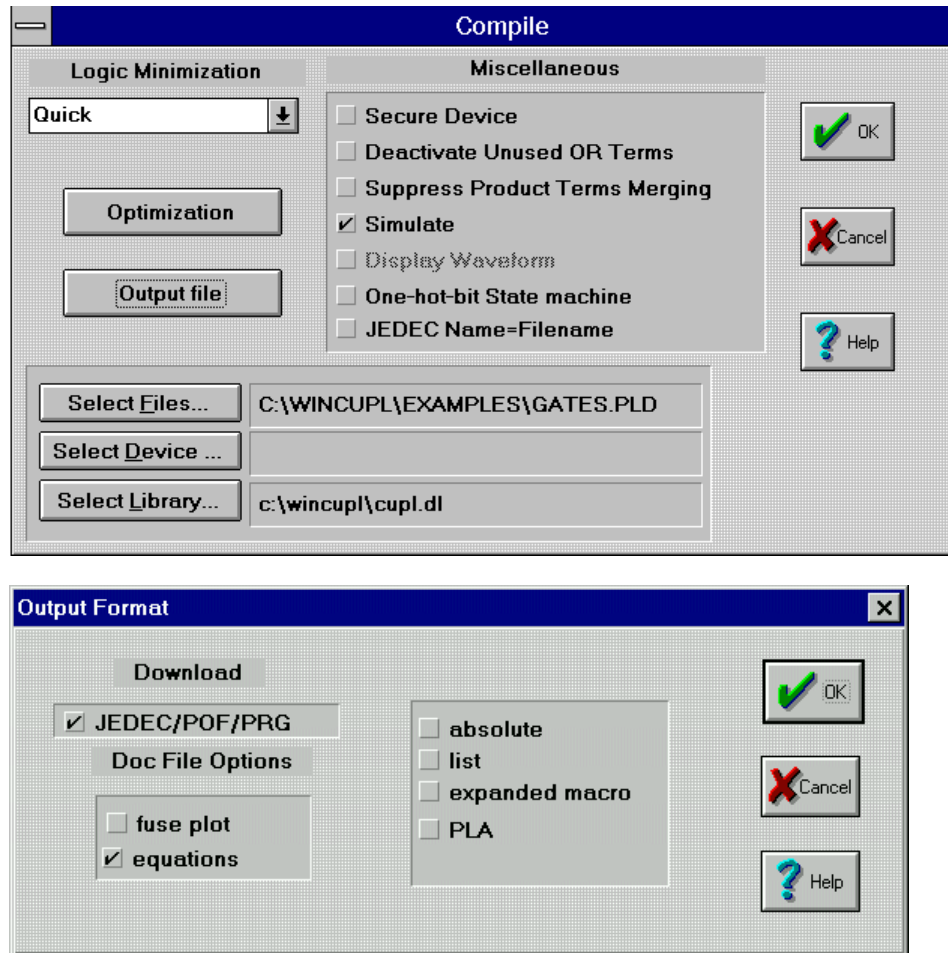 Compile
Logic Minimization
Miscellaneous
Quick
Secure Device
Deactivate Unused OR Terms
Suppress Product Terms Merging
Simulate
Display Waveform
One-hot-bit State machine
JEDEC Name=Filename
Optimization
Output file
OK
Cancel
Help
Select Files...
C:\WINCUPL\EXAMPLES\GATES.PLD
Select Device ...
Select Library...
c:\wincupl\cupl.dl
Output Format
Download
JEDEC/POF/PRG
Doc File Options
fuse plot
equations
absolute
list
expanded macro
PLA
OK
Cancel
Help